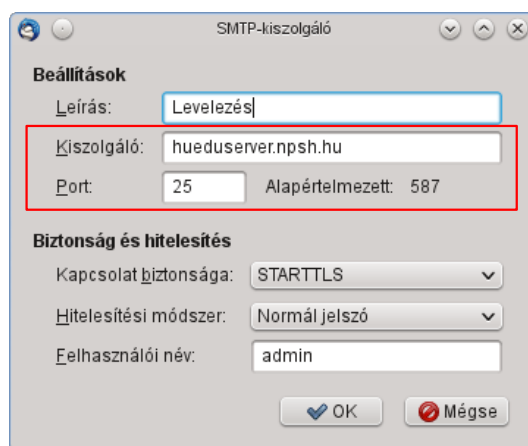 SMTP-kiszolgáló
Beállítások
Leírás: Levelezés
Kiszolgáló: hueduserver.npsh.hu
Port: 25 Alapértelmezett: 587
Biztonság és hitelesítés
Kapcsolat biztonsága: STARTTLS
Hitelesítési módszer: Normál jelszó
Felhasználói név: admin
OK Mégse